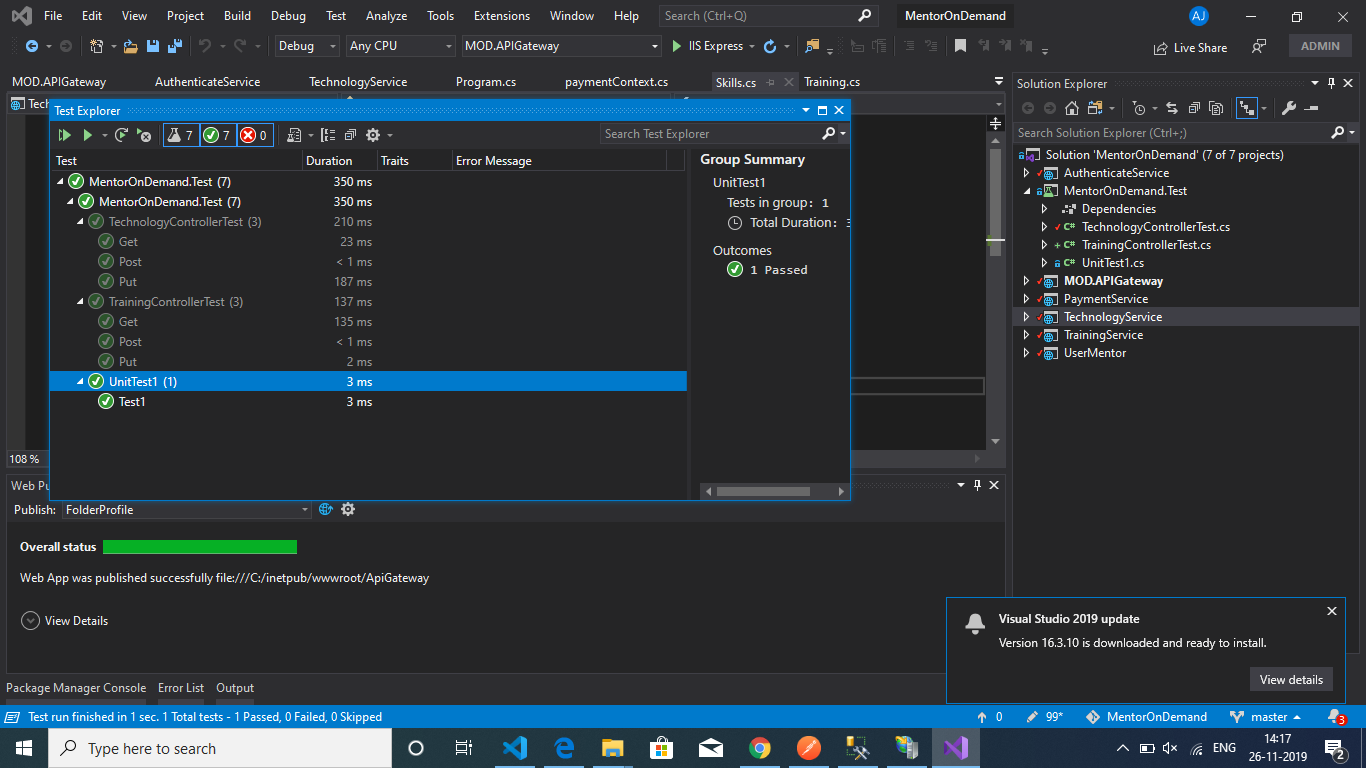 File Edit View Project Build Debug Test Analyze Tools Extensions Window Help Search (Ctrl+Q) MentorOnDemand AJ
Debug Any CPU MOD.APIGateway IIS Express Live Share ADMIN
MOD.APIGateway AuthenticateService TechnologyService Program.cs paymentContext.cs Skills.cs Training.cs
Tech
Test Explorer
7 7 0 Search Test Explorer
Test Duration Traits Error Message
MentorOnDemand.Test (7) 350 ms
MentorOnDemand.Test (7) 350 ms
TechnologyControllerTest (3) 210 ms
Get 23 ms
Post < 1 ms
Put 187 ms
TrainingControllerTest (3) 137 ms
Get 135 ms
Post < 1 ms
Put 2 ms
UnitTest1 (1) 3 ms
Test1 3 ms
Group Summary
UnitTest1
Tests in group: 1
Total Duration: 3
Outcomes
1 Passed
Solution Explorer
Search Solution Explorer (Ctrl+;)
Solution 'MentorOnDemand' (7 of 7 projects)
AuthenticateService
MentorOnDemand.Test
Dependencies
C# TechnologyControllerTest.cs
C# TrainingControllerTest.cs
C# UnitTest1.cs
MOD.APIGateway
PaymentService
TechnologyService
TrainingService
UserMentor
108 %
Web Pu
Publish: FolderProfile
Overall status
Web App was published successfully file:///C:/inetpub/wwwroot/ApiGateway
View Details
Visual Studio 2019 update
Version 16.3.10 is downloaded and ready to install.
View details
Package Manager Console Error List Output
Test run finished in 1 sec. 1 Total tests - 1 Passed, 0 Failed, 0 Skipped 0 99* MentorOnDemand master 3
Type here to search ENG 14:17
26-11-2019 2